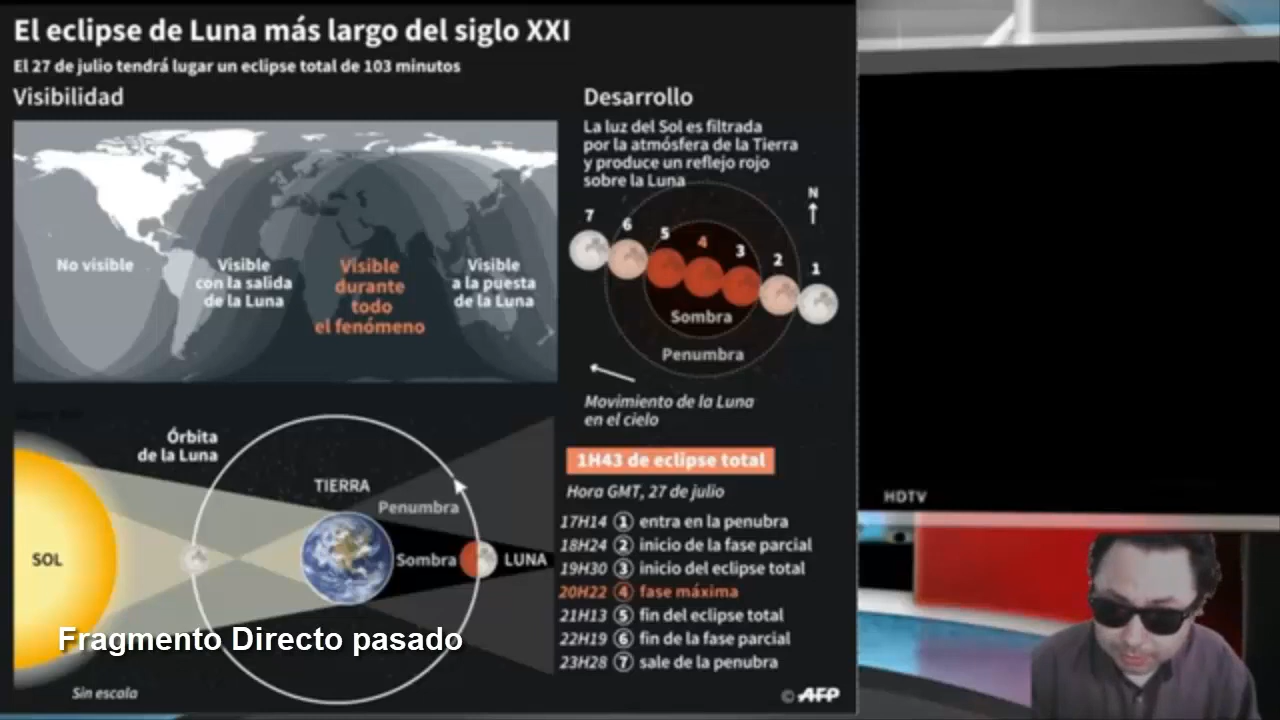 El eclipse de Luna más largo del siglo XXI
El 27 de julio tendrá lugar un eclipse total de 103 minutos
Visibilidad
No visible
Visible
con la salida
de la Luna
Visible
durante
todo
el fenómeno
Visible
a la puesta
de la Luna
Desarrollo
La luz del Sol es filtrada
por la atmósfera de la Tierra
y produce un reflejo rojo
sobre la Luna
N
7
6
5
4
3
2
1
Sombra
Penumbra
Movimiento de la Luna
en el cielo
Órbita
de la Luna
TIERRA
Penumbra
SOL
Sombra
LUNA
Fragmento Directo pasado
Sin escala
1H43 de eclipse total
Hora GMT, 27 de julio
17H14 1 entra en la penubra
18H24 2 inicio de la fase parcial
19H30 3 inicio del eclipse total
20H22 4 fase máxima
21H13 5 fin del eclipse total
22H19 6 fin de la fase parcial
23H28 7 sale de la penubra
© AFP
HDTV